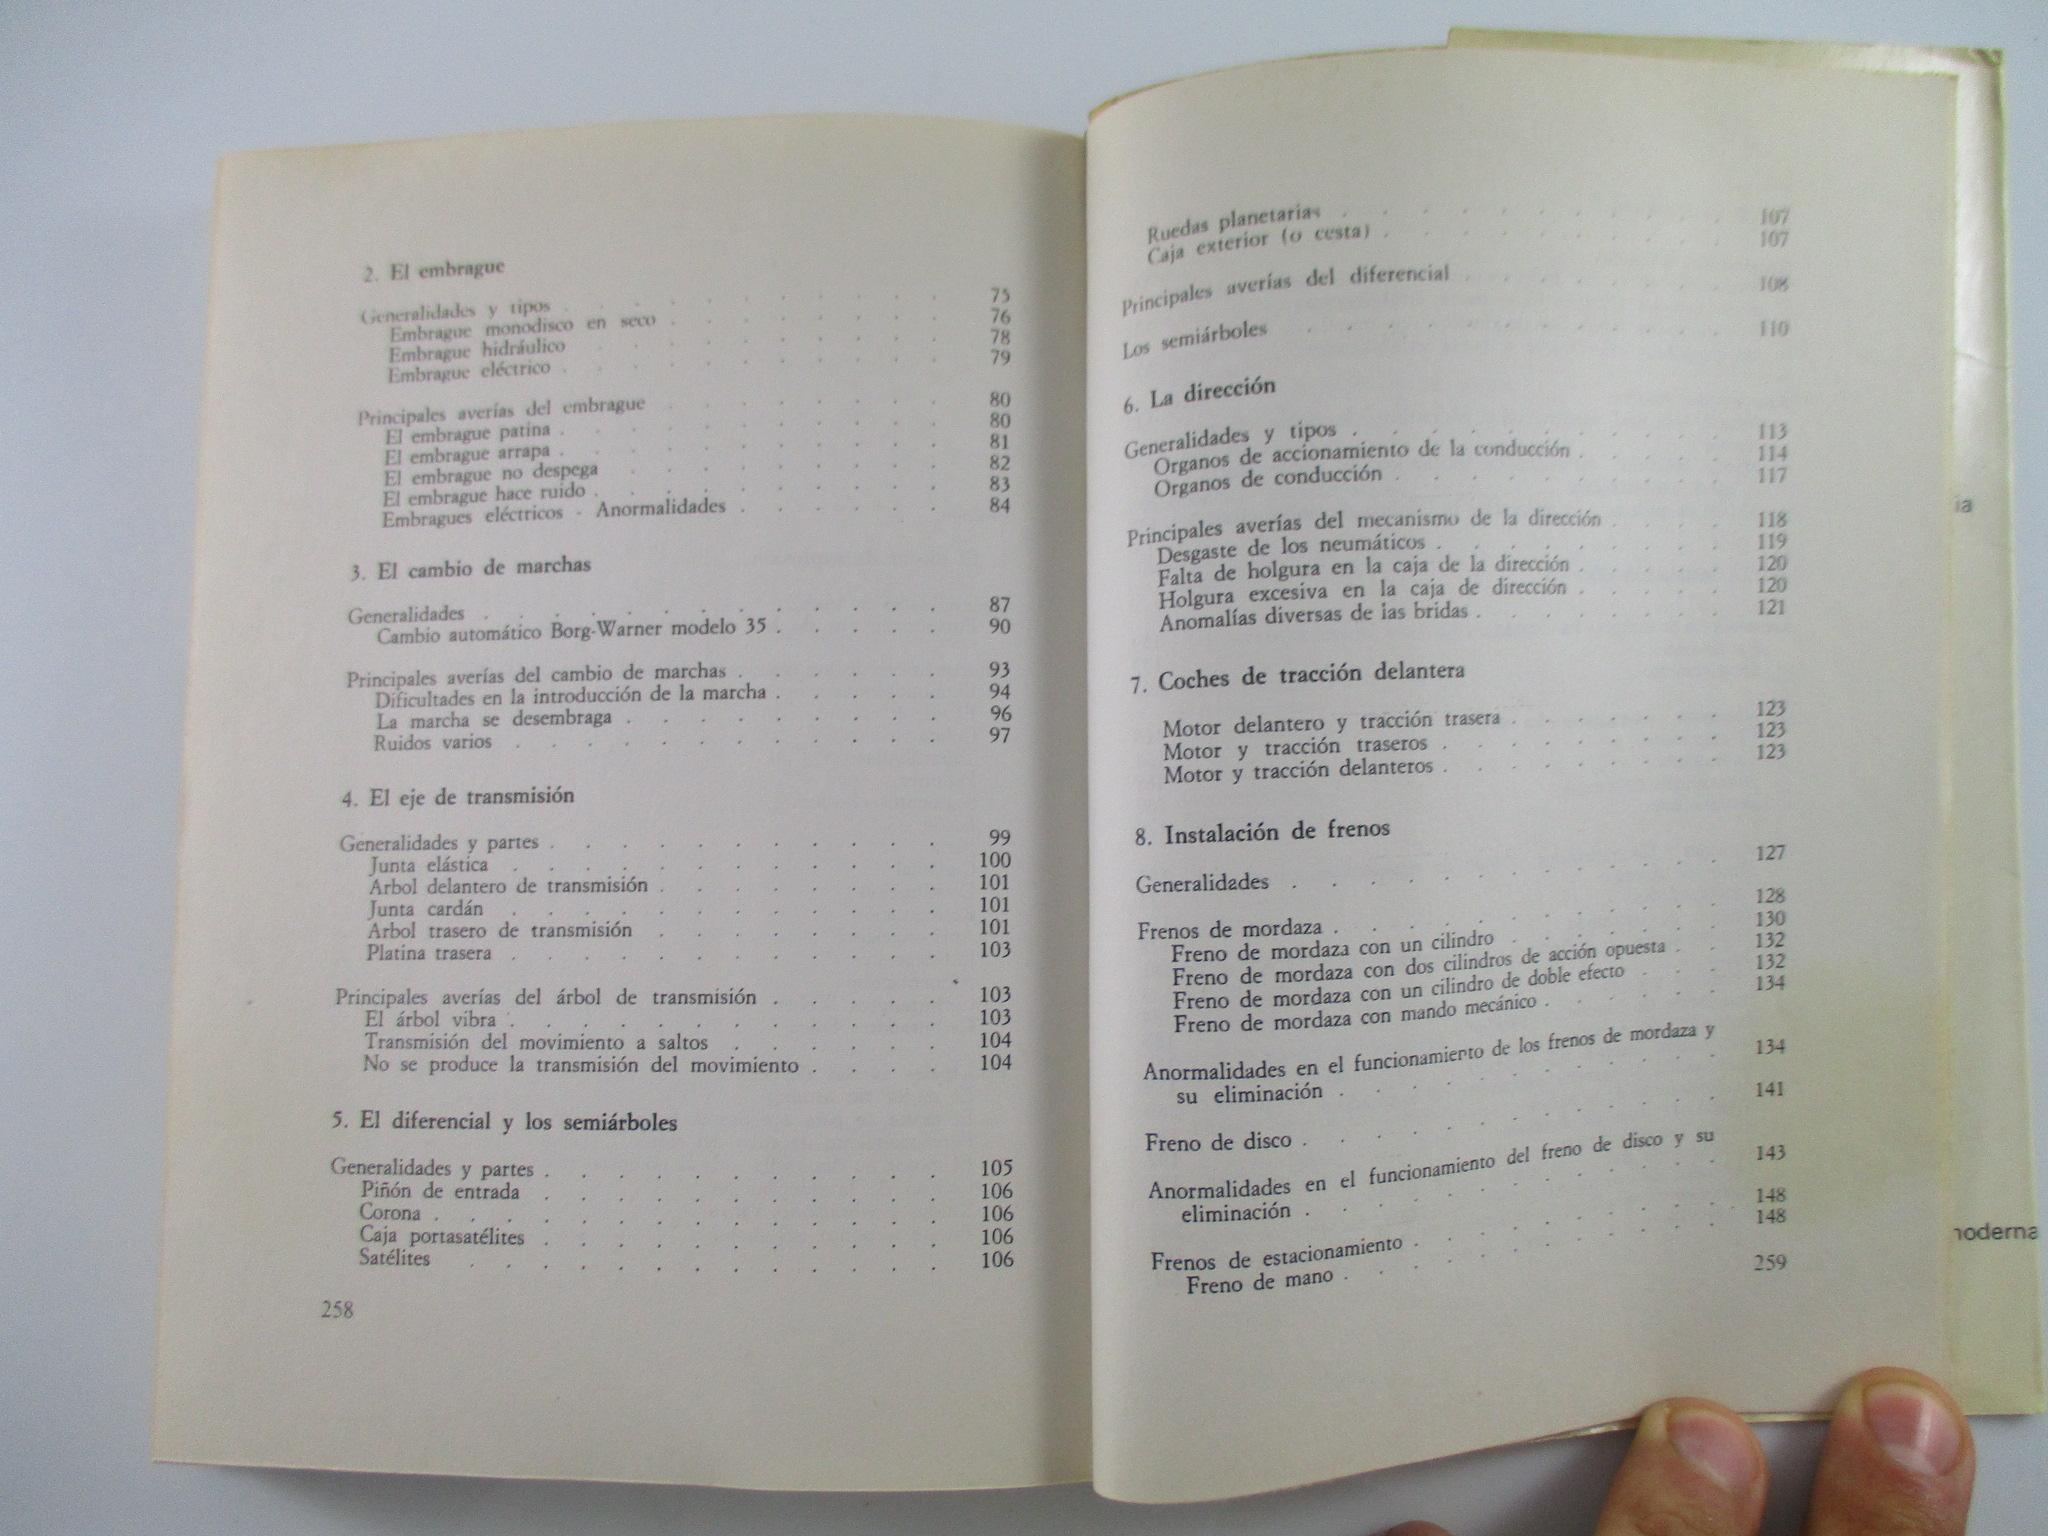 2. El embrague
Generalidades y tipos . . . . . . . . . 75
Embrague monodisco en seco . . . . . . . . 76
Embrague hidráulico . . . . . . . . 78
Embrague eléctrico . . . . . . . . . 79
Principales averías del embrague . . . . . . . 80
El embrague patina . . . . . . . . . 80
El embrague arrapa . . . . . . . . . 81
El embrague no despega . . . . . . . . 82
El embrague hace ruido . . . . . . . . 83
Embragues eléctricos - Anormalidades . . . . . . 84
3. El cambio de marchas
Generalidades . . . . . . . . . . . 87
Cambio automático Borg-Warner modelo 35 . . . . . 90
Principales averías del cambio de marchas . . . . . . 93
Dificultades en la introducción de la marcha . . . . . 94
La marcha se desembraga . . . . . . . . 96
Ruidos varios . . . . . . . . . . 97
4. El eje de transmisión
Generalidades y partes . . . . . . . . . 99
Junta elástica . . . . . . . . . . 100
Arbol delantero de transmisión . . . . . . . 101
Junta cardán . . . . . . . . . . 101
Arbol trasero de transmisión . . . . . . . 101
Platina trasera . . . . . . . . . . 103
Principales averías del árbol de transmisión . . . . . 103
El árbol vibra . . . . . . . . . . 103
Transmisión del movimiento a saltos . . . . . . 104
No se produce la transmisión del movimiento . . . . 104
5. El diferencial y los semiárboles
Generalidades y partes . . . . . . . . . 105
Piñón de entrada . . . . . . . . . 106
Corona . . . . . . . . . . . 106
Caja portasatélites . . . . . . . . . 106
Satélites . . . . . . . . . . 106
258
Ruedas planetarias . . . . . . . . . . 107
Caja exterior (o cesta) . . . . . . . . . 107
Principales averías del diferencial . . . . . . . 108
Los semiárboles . . . . . . . . . . . 110
6. La dirección
Generalidades y tipos . . . . . . . . . . 113
Organos de accionamiento de la conducción . . . . . 114
Organos de conducción . . . . . . . . . 117
Principales averías del mecanismo de la dirección . . . . 118
Desgaste de los neumáticos . . . . . . . . 119
Falta de holgura en la caja de la dirección . . . . . 120
Holgura excesiva en la caja de dirección . . . . . 120
Anomalías diversas de las bridas . . . . . . . 121
7. Coches de tracción delantera
Motor delantero y tracción trasera . . . . . . . 123
Motor y tracción traseros . . . . . . . . 123
Motor y tracción delanteros . . . . . . . . 123
8. Instalación de frenos
Generalidades . . . . . . . . . . . 127
Frenos de mordaza . . . . . . . . . . 128
Freno de mordaza con un cilindro . . . . . . 130
Freno de mordaza con dos cilindros de acción opuesta . . 132
Freno de mordaza con un cilindro de doble efecto . . . 132
Freno de mordaza con mando mecánico . . . . . 134
Anormalidades en el funcionamiento de los frenos de mordaza y
su eliminación . . . . . . . . . . 134
Freno de disco . . . . . . . . . . . 141
Anormalidades en el funcionamiento del freno de disco y su
eliminación . . . . . . . . . . . 143
Frenos de estacionamiento . . . . . . . . 148
Freno de mano . . . . . . . . . . 148
259
ia
moderna